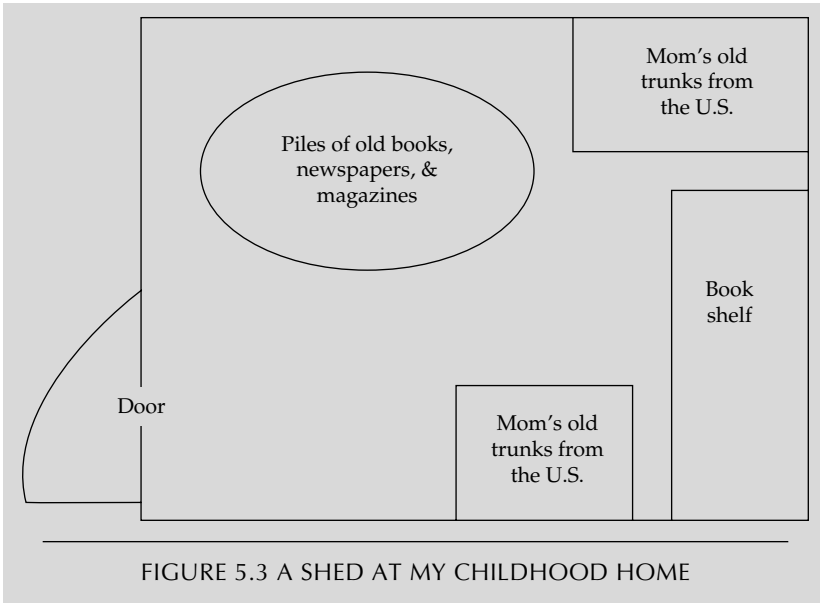 Mom's old
trunks from
the U.S.
Piles of old books,
newspapers, &
magazines
Book
shelf
Door
Mom's old
trunks from
the U.S.
FIGURE 5.3 A SHED AT MY CHILDHOOD HOME